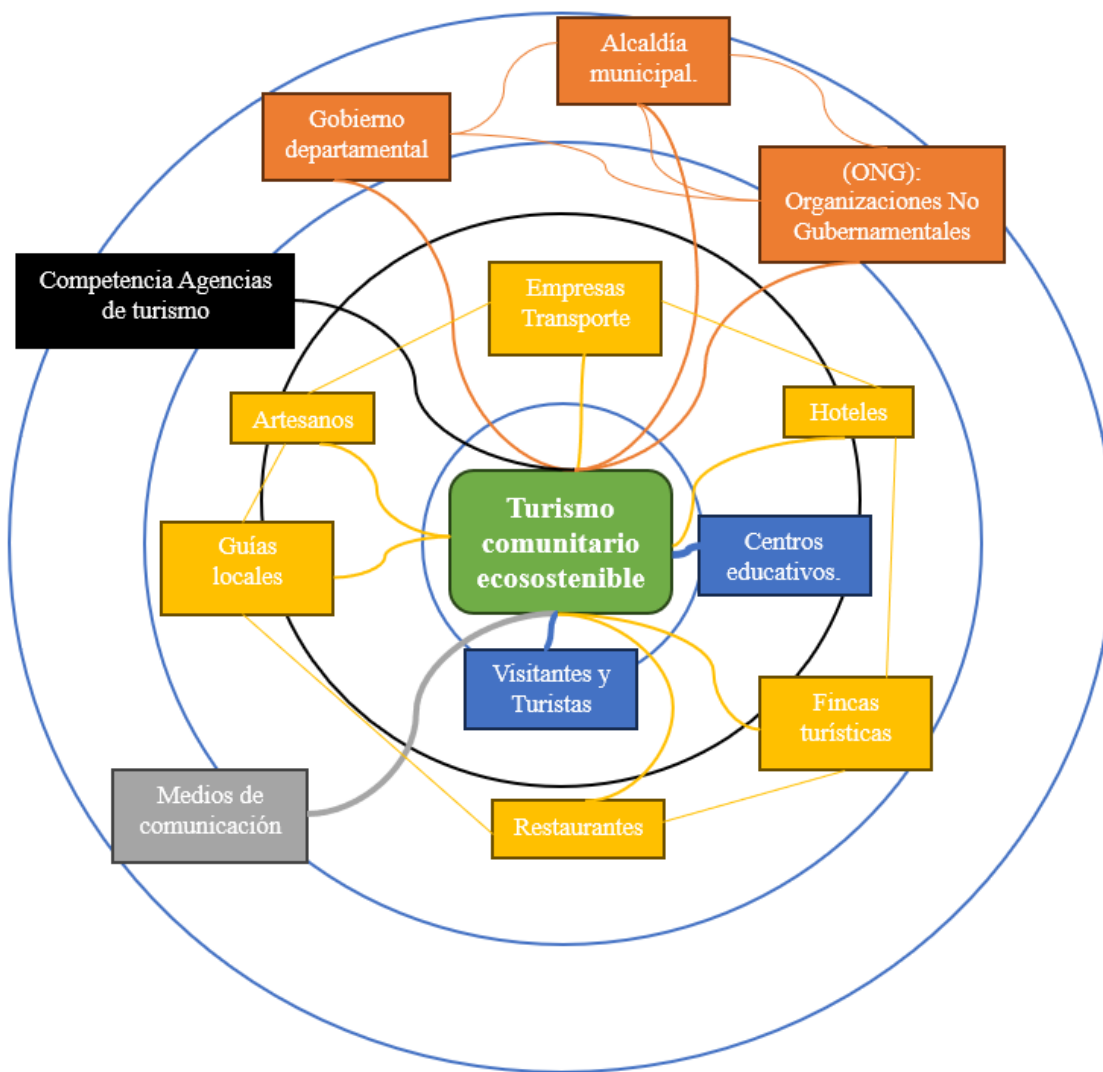 Alcaldía
municipal.
Gobierno
departamental
(ONG):
Organizaciones No
Gubernamentales
Competencia Agencias
de turismo
Empresas
Transporte
Artesanos
Hoteles
Turismo
comunitario
ecosostenible
Guías
locales
Centros
educativos.
Visitantes y
Turistas
Fincas
turísticas
Medios de
comunicación
Restaurantes